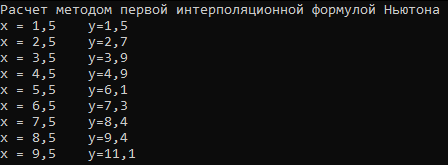 Расчет методом первой интерполяционной формулой Ньютона
x = 1,5    y=1,5
x = 2,5    y=2,7
x = 3,5    y=3,9
x = 4,5    y=4,9
x = 5,5    y=6,1
x = 6,5    y=7,3
x = 7,5    y=8,4
x = 8,5    y=9,4
x = 9,5    y=11,1